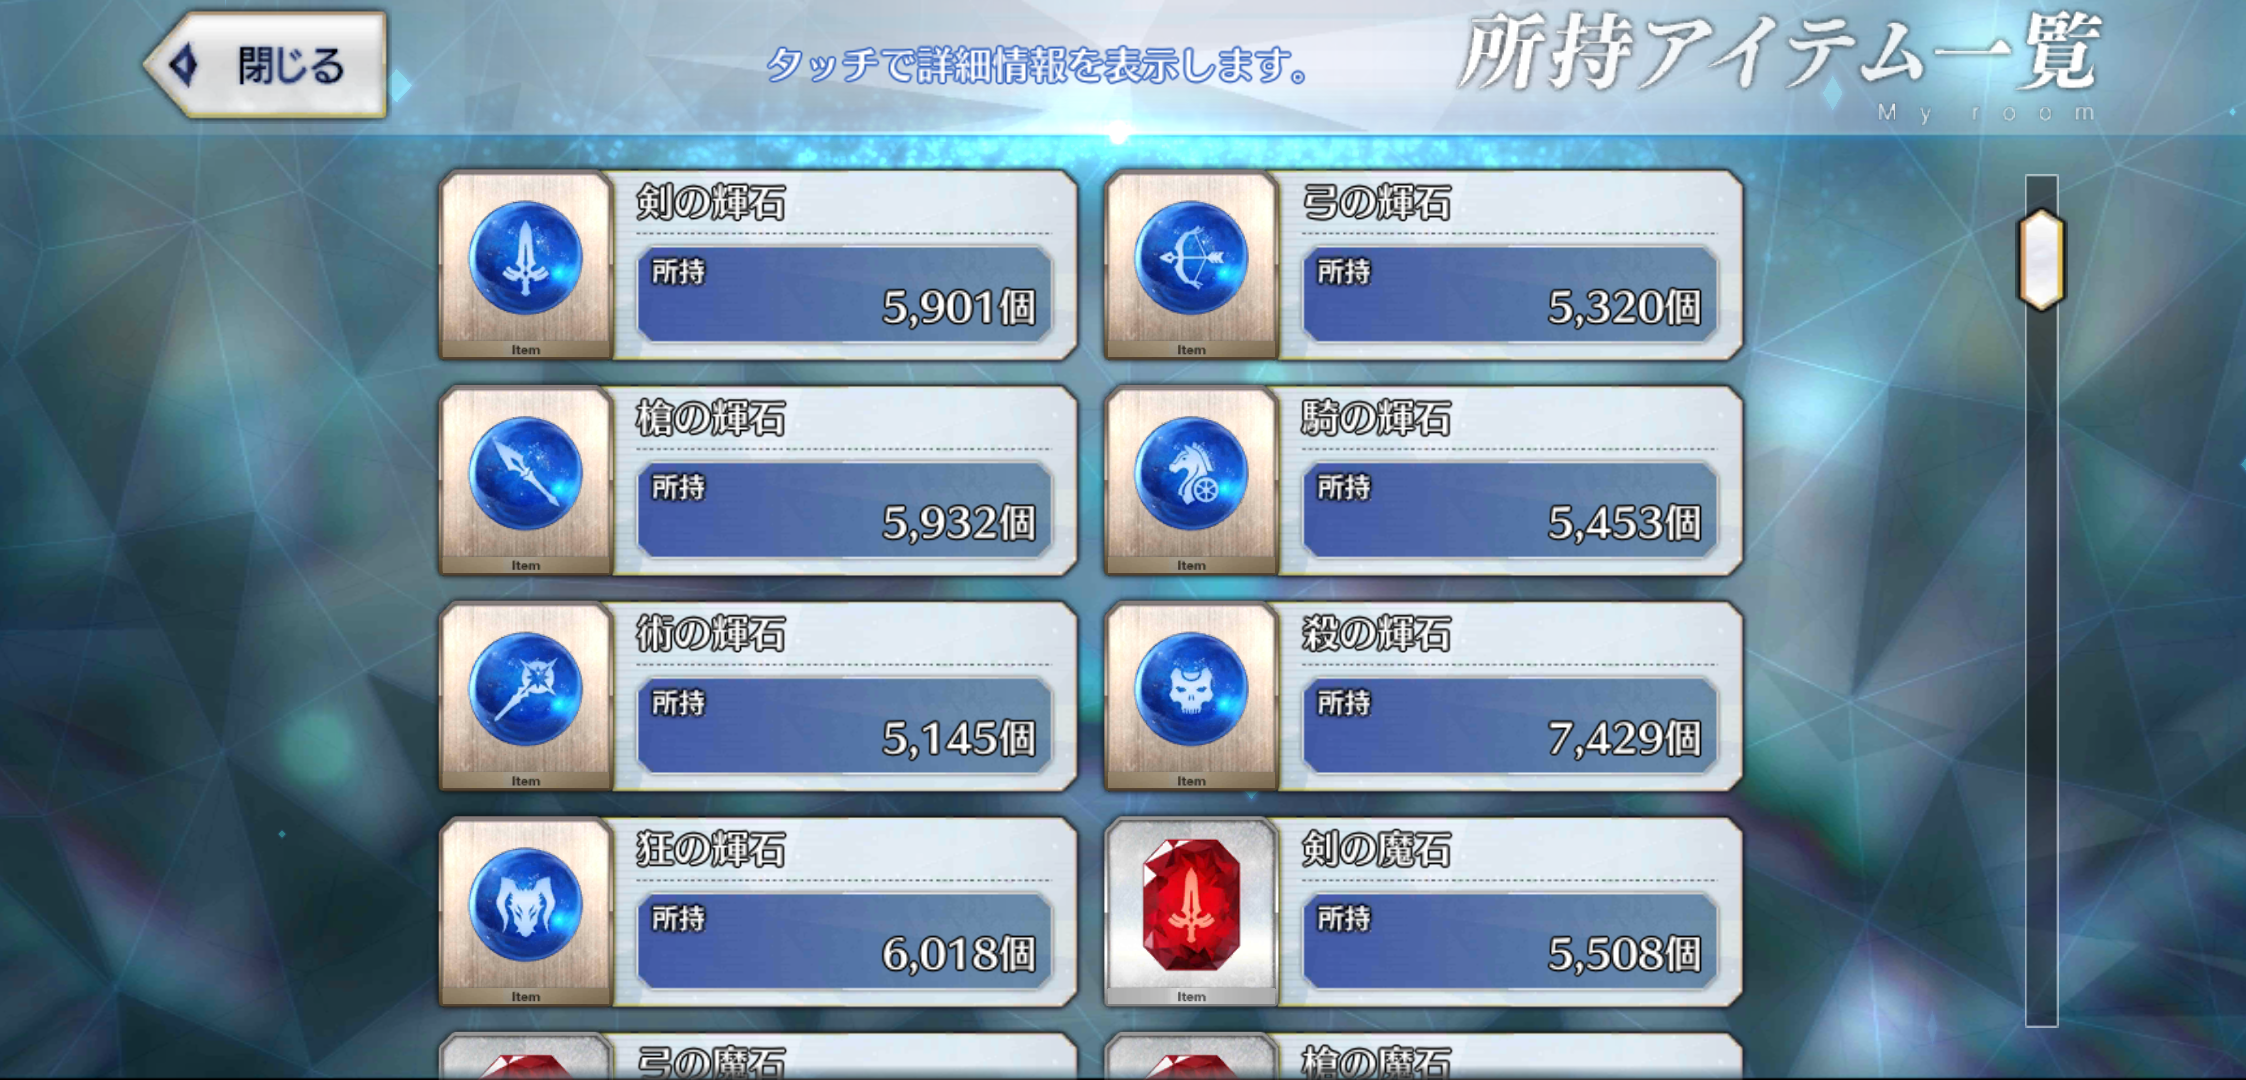 閉じる
タッチで詳細情報を表示します。
所持アイテム一覧
My room
剣の輝石
所持
5,901個
Item
弓の輝石
所持
5,320個
Item
槍の輝石
所持
5,932個
Item
騎の輝石
所持
5,453個
Item
術の輝石
所持
5,145個
Item
殺の輝石
所持
7,429個
Item
狂の輝石
所持
6,018個
Item
剣の魔石
所持
5,508個
Item
弓の魔石
槍の魔石